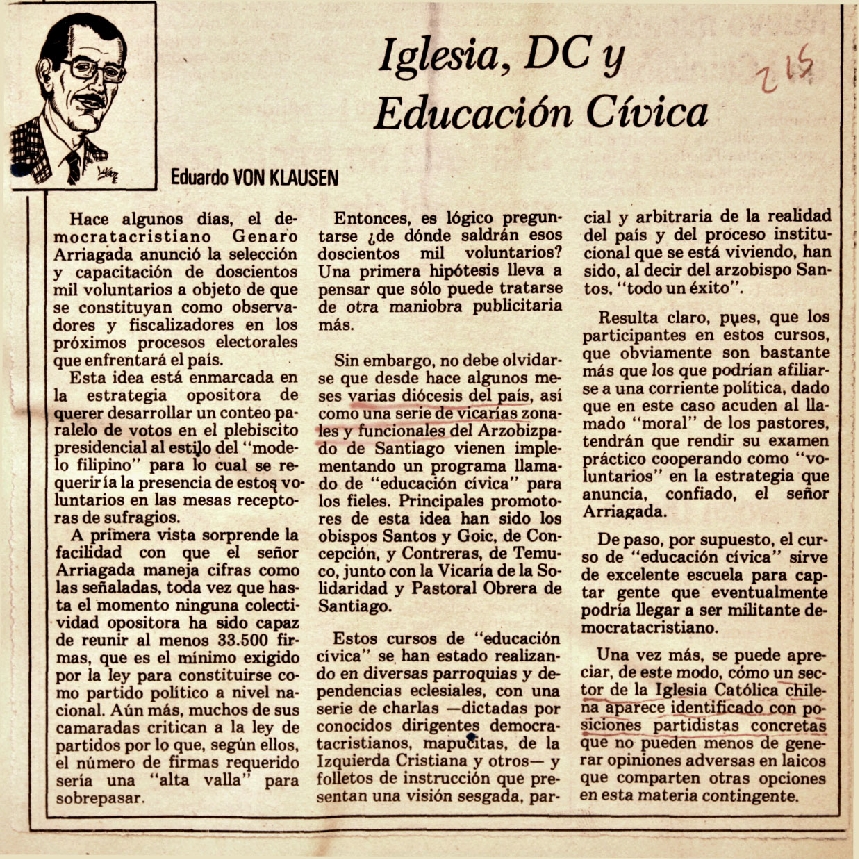 Iglesia, DC y
Educación Cívica
215
Eduardo VON KLAUSEN
Hace algunos días, el de-
mocratacristiano Genaro
Arriagada anunció la selección
y capacitación de doscientos
mil voluntarios a objeto de que
se constituyan como observa-
dores y fiscalizadores en los
próximos procesos electorales
que enfrentará el país.
Esta idea está enmarcada en
la estrategia opositora de
querer desarrollar un conteo pa-
ralelo de votos en el plebiscito
presidencial al estilo del "mode-
lo filipino" para lo cual se re-
queriría la presencia de estos vo-
luntarios en las mesas recepto-
ras de sufragios.
A primera vista sorprende la
facilidad con que el señor
Arriagada maneja cifras como
las señaladas, toda vez que has-
ta el momento ninguna colecti-
vidad opositora ha sido capaz
de reunir al menos 33.500 fir-
mas, que es el mínimo exigido
por la ley para constituirse co-
mo partido político a nivel na-
cional. Aún más, muchos de sus
camaradas critican a la ley de
partidos por lo que, según ellos,
el número de firmas requerido
sería una "alta valla" para
sobrepasar.
Entonces, es lógico pregun-
tarse ¿de dónde saldrán esos
doscientos mil voluntarios?
Una primera hipótesis lleva a
pensar que sólo puede tratarse
de otra maniobra publicitaria
más.
Sin embargo, no debe olvidar-
se que desde hace algunos me-
ses varias diócesis del país, así
como una serie de vicarías zona-
les y funcionales del Arzobizpa-
do de Santiago vienen imple-
mentando un programa llama-
do de "educación cívica" para
los fieles. Principales promoto-
res de esta idea han sido los
obispos Santos y Goic, de Con-
cepción, y Contreras, de Temu-
co, junto con la Vicaría de la So-
lidaridad y Pastoral Obrera de
Santiago.
Estos cursos de "educación
cívica" se han estado realizan-
do en diversas parroquias y de-
pendencias eclesiales, con una
serie de charlas —dictadas por
conocidos dirigentes democra-
tacristianos, mapucitas, de la
Izquierda Cristiana y otros— y
folletos de instrucción que pre-
sentan una visión sesgada, par-
cial y arbitraria de la realidad
del país y del proceso institu-
cional que se está viviendo, han
sido, al decir del arzobispo San-
tos, "todo un éxito".
Resulta claro, pues, que los
participantes en estos cursos,
que obviamente son bastante
más que los que podrían afiliar-
se a una corriente política, dado
que en este caso acuden al lla-
mado "moral" de los pastores,
tendrán que rendir su examen
práctico cooperando como "vo-
luntarios" en la estrategia que
anuncia, confiado, el señor
Arriagada.
De paso, por supuesto, el cur-
so de "educación cívica" sirve
de excelente escuela para cap-
tar gente que eventualmente
podría llegar a ser militante de-
mocratacristiano.
Una vez más, se puede apre-
ciar, de este modo, cómo un sec-
tor de la Iglesia Católica chile-
na aparece identificado con po-
siciones partidistas concretas
que no pueden menos de gene-
rar opiniones adversas en laicos
que comparten otras opciones
en esta materia contingente.